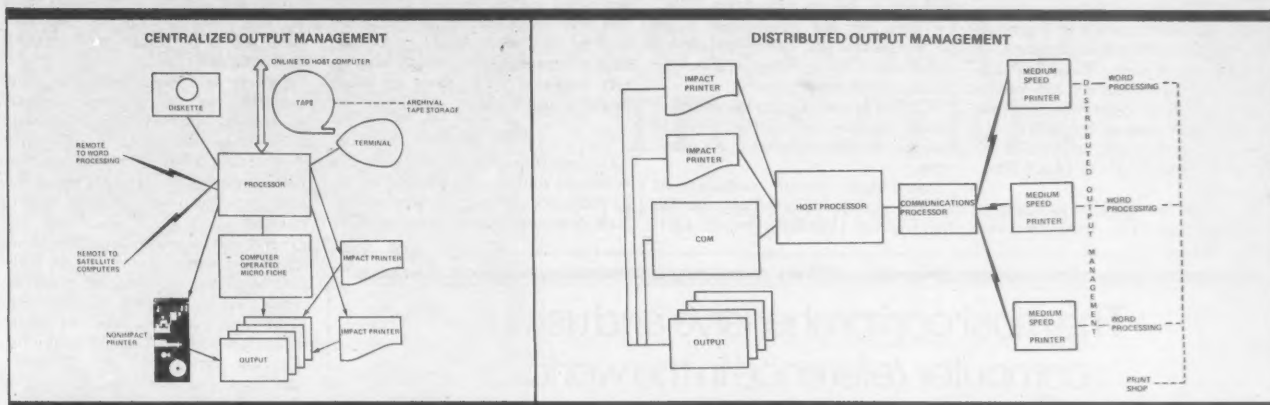 CENTRALIZED OUTPUT MANAGEMENT
ONLINE TO HOST COMPUTER
DISKETTE
TAPE
ARCHIVAL
TAPE STORAGE
TERMINAL
REMOTE
TO WORD
PROCESSING
PROCESSOR
REMOTE TO
SATELLITE
COMPUTERS
COMPUTER
OPERATED
MICRO FICHE
IMPACT PRINTER
NONIMPACT
PRINTER
IMPACT PRINTER
OUTPUT
DISTRIBUTED OUTPUT MANAGEMENT
IMPACT
PRINTER
IMPACT
PRINTER
COM
OUTPUT
HOST PROCESSOR
COMMUNICATIONS
PROCESSOR
MEDIUM
SPEED
PRINTER
MEDIUM
SPEED
PRINTER
MEDIUM
SPEED
PRINTER
DISTRIBUTED OUTPUT MANAGEMENT
WORD
PROCESSING
WORD
PROCESSING
WORD
PROCESSING
PRINT
SHOP